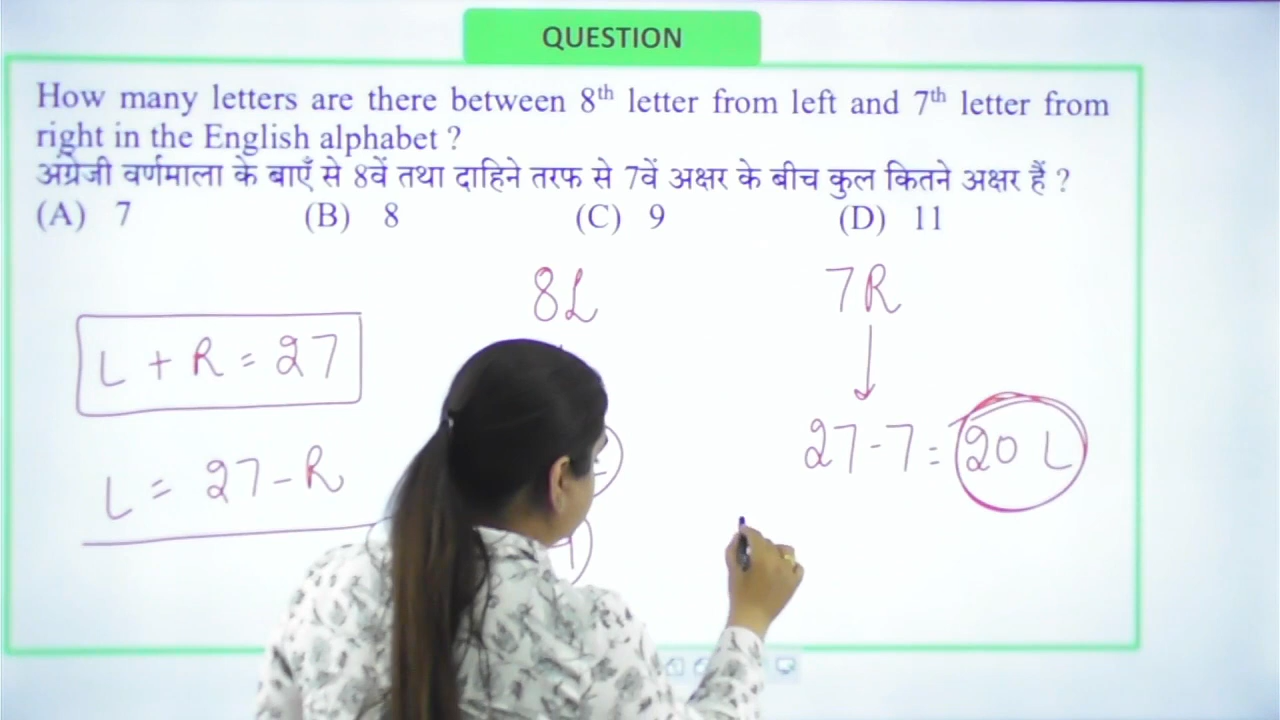 QUESTION
How many letters are there between 8th letter from left and 7th letter from
right in the English alphabet ?
अंग्रेजी वर्णमाला के बाएँ से 8वें तथा दाहिने तरफ से 7वें अक्षर के बीच कुल कितने अक्षर हैं ?
(A) 7 (B) 8 (C) 9 (D) 11
8L 7R
L + R = 27
27-7 = 20 L
L = 27-R